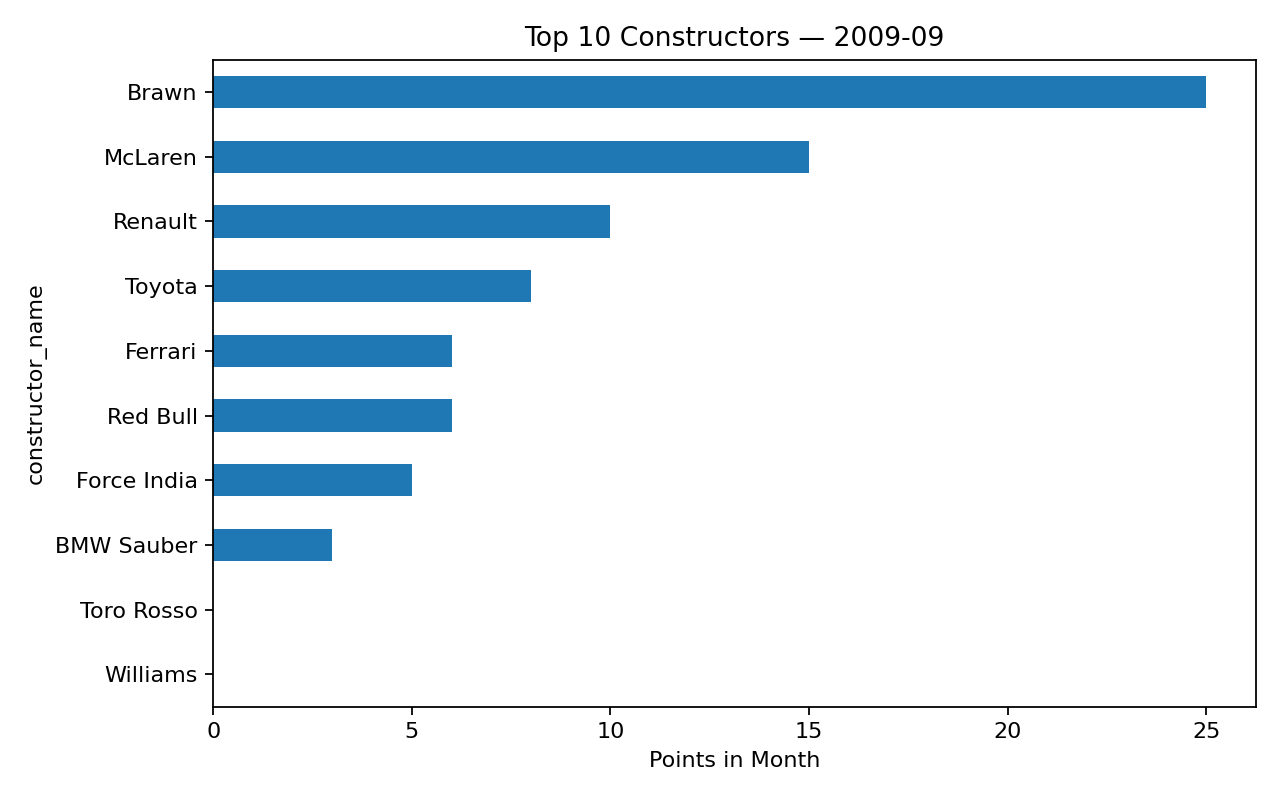 Top 10 Constructors — 2009-09
Brawn
McLaren
Renault
Toyota
Ferrari
Red Bull
Force India
BMW Sauber
Toro Rosso
Williams
constructor_name
0 5 10 15 20 25
Points in Month